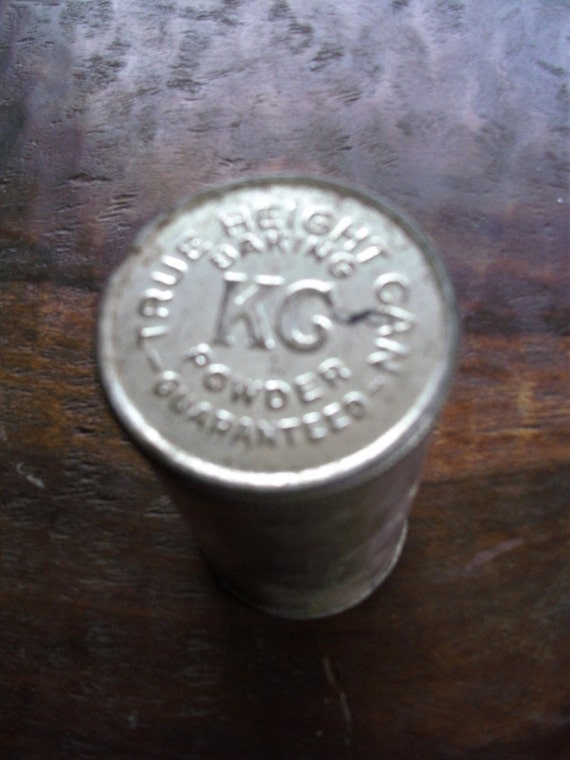 TRUE HEIGHT CAN
BAKING
KC
POWDER
GUARANTEED